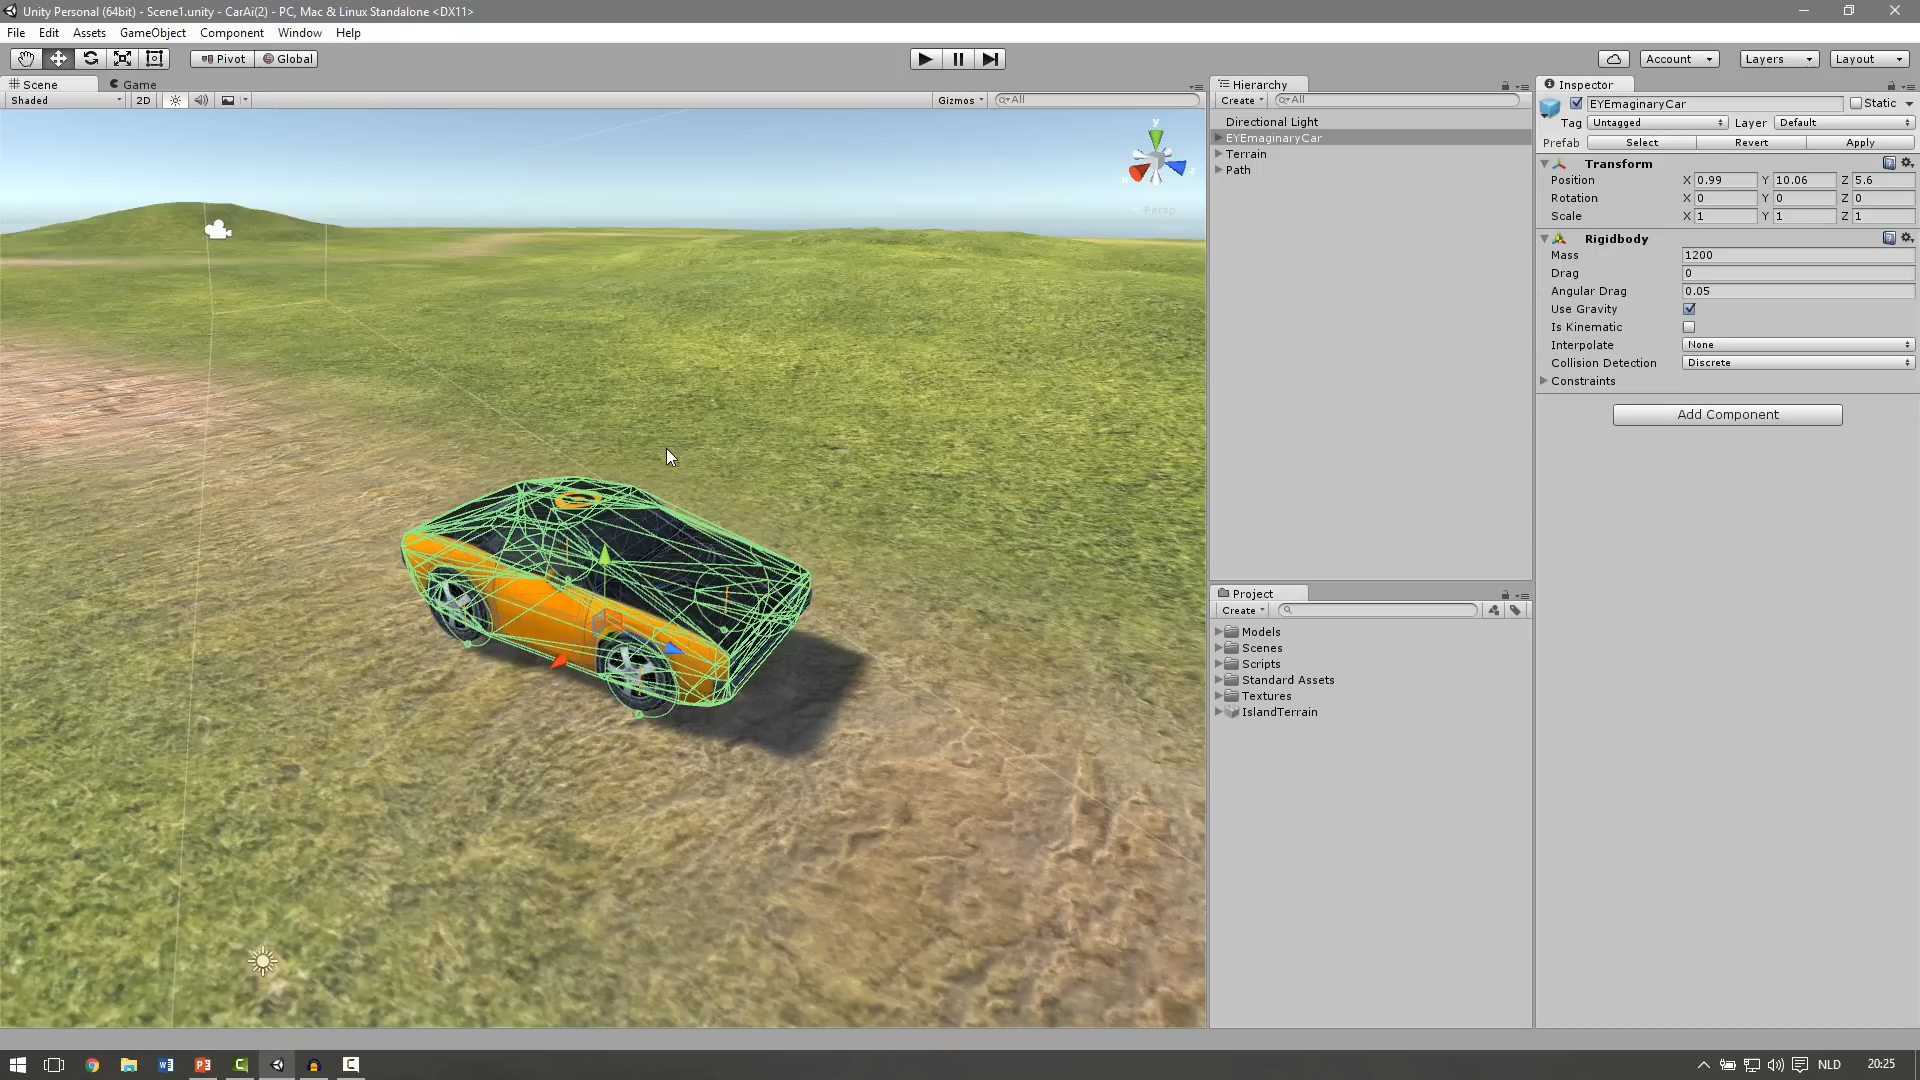 Unity Personal (64bit) - Scene1.unity - CarAi(2) - PC, Mac & Linux Standalone <DX11>
File Edit Assets GameObject Component Window Help
Pivot Global Account Layers Layout
Scene Game
Shaded 2D Gizmos All
y
x
z
Persp
Hierarchy
Create All
Directional Light
EYEmaginaryCar
Terrain
Path
Project
Create
Models
Scenes
Scripts
Standard Assets
Textures
IslandTerrain
Inspector
EYEmaginaryCar Static
Tag Untagged Layer Default
Prefab Select Revert Apply
Transform
Position X 0.99 Y 10.06 Z 5.6
Rotation X 0 Y 0 Z 0
Scale X 1 Y 1 Z 1
Rigidbody
Mass 1200
Drag 0
Angular Drag 0.05
Use Gravity
Is Kinematic
Interpolate None
Collision Detection Discrete
Constraints
Add Component
NLD 20:25